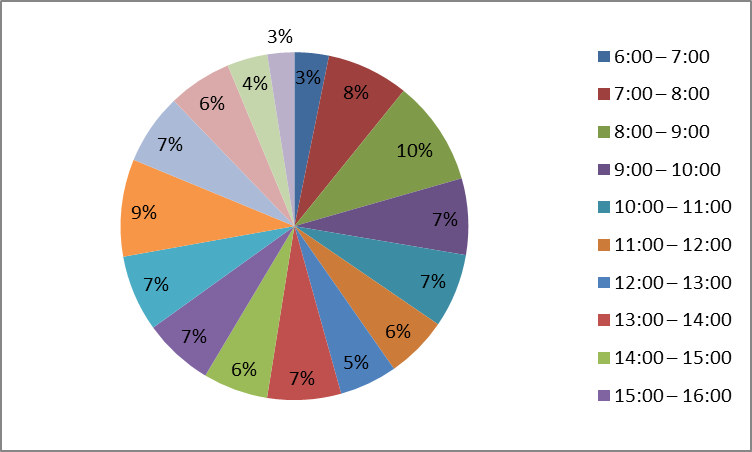 3%
3%
8%
10%
7%
7%
6%
5%
7%
6%
7%
7%
9%
7%
6%
4%
6:00 – 7:00
7:00 – 8:00
8:00 – 9:00
9:00 – 10:00
10:00 – 11:00
11:00 – 12:00
12:00 – 13:00
13:00 – 14:00
14:00 – 15:00
15:00 – 16:00